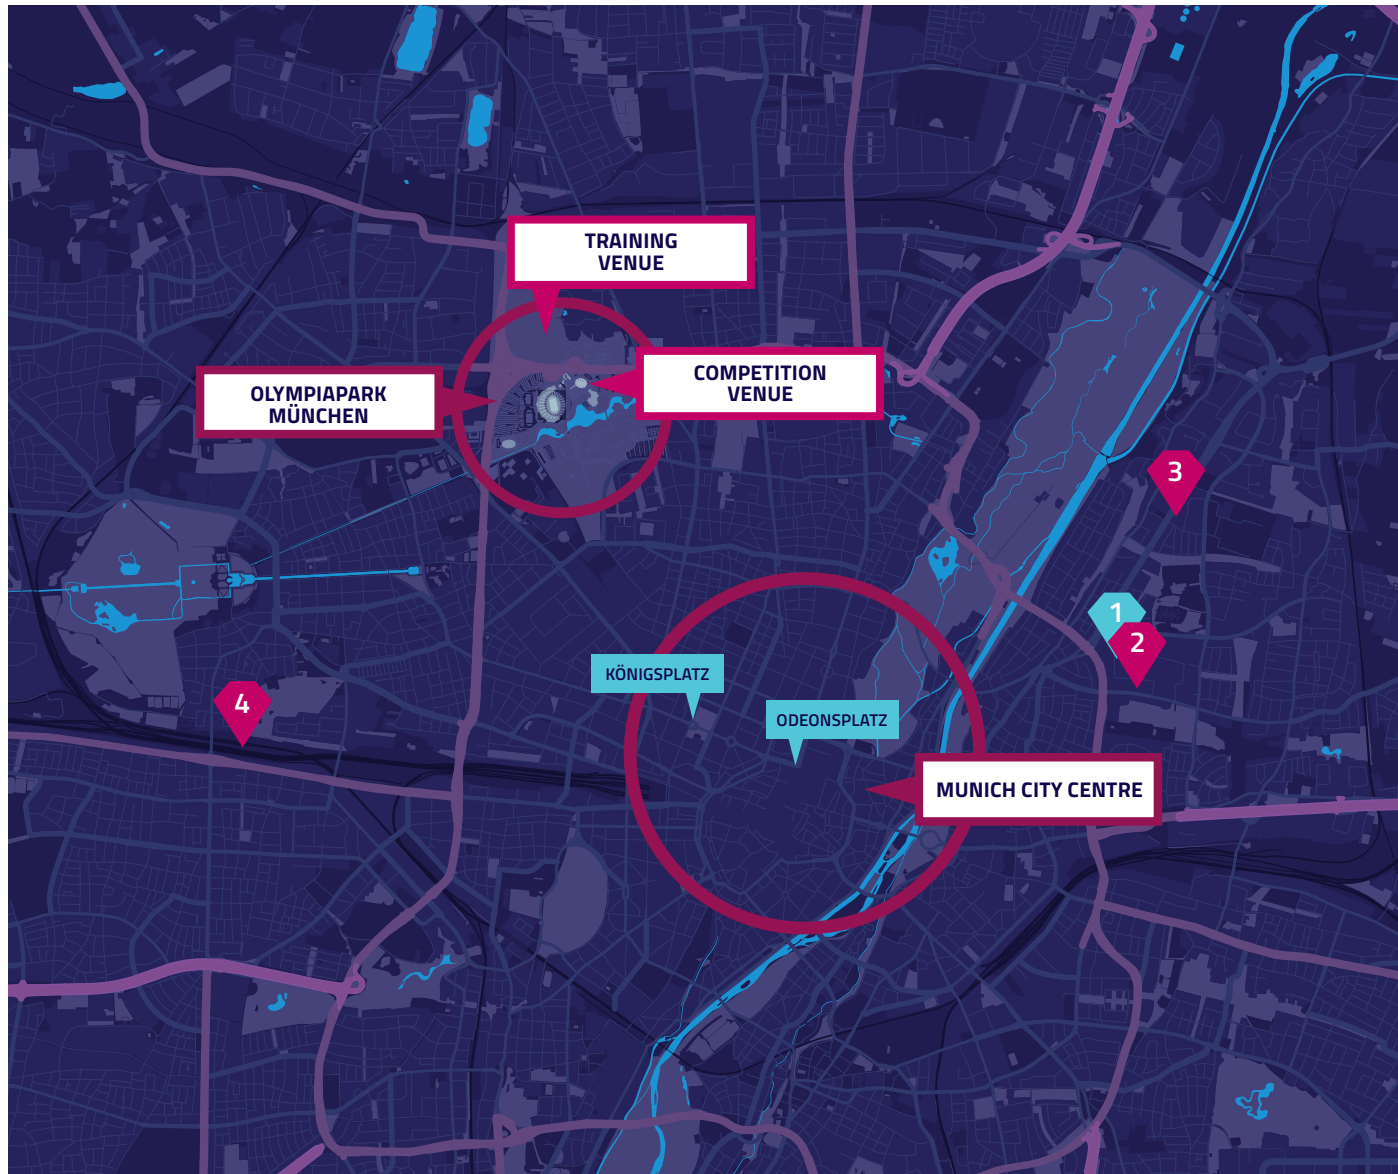 TRAINING
VENUE
COMPETITION
VENUE
OLYMPIAPARK
MÜNCHEN
3
1
2
KÖNIGSPLATZ
4
ODEONSPLATZ
MUNICH CITY CENTRE